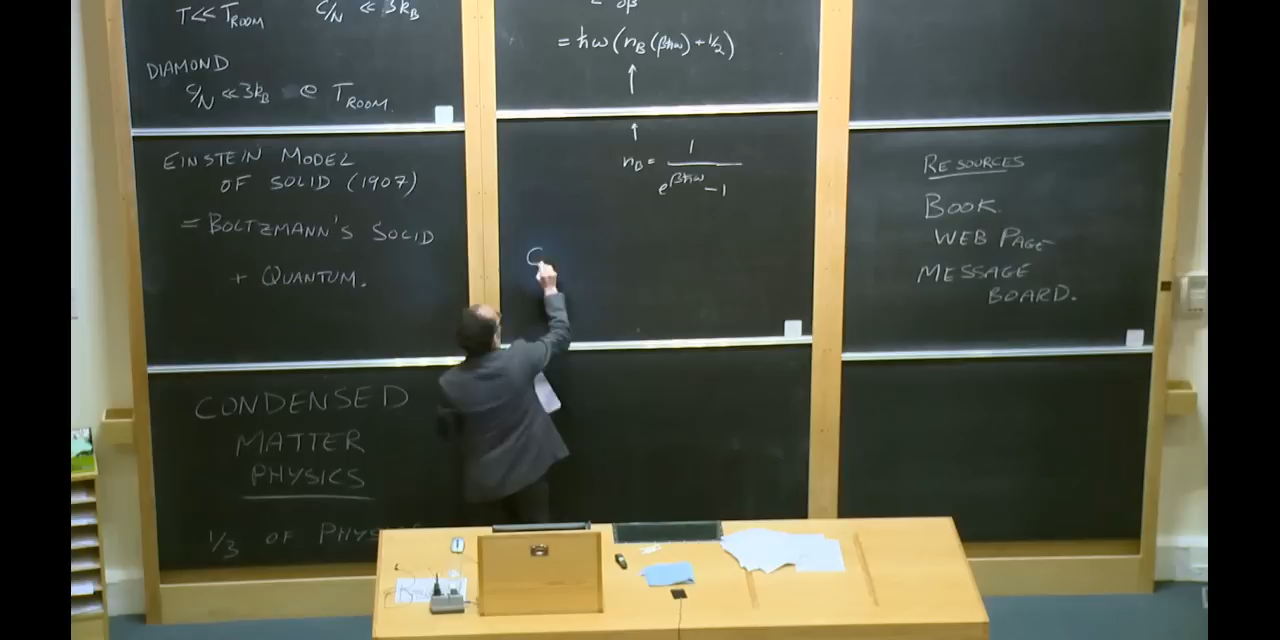 T << T_ROOM C/N << 3k_B
DIAMOND
C/N << 3k_B @ T_ROOM.
EINSTEIN MODEL
OF SOLID (1907)
= BOLTZMANN'S SOLID
+ QUANTUM.
CONDENSED
MATTER
PHYSICS
1/3 OF PHYSICS
∂β
= ħω(n_B(βħω)+1/2)
↑
↑
n_B = 1/(e^{βħω} - 1)
C
RESOURCES
BOOK.
WEB PAGE
MESSAGE
BOARD.